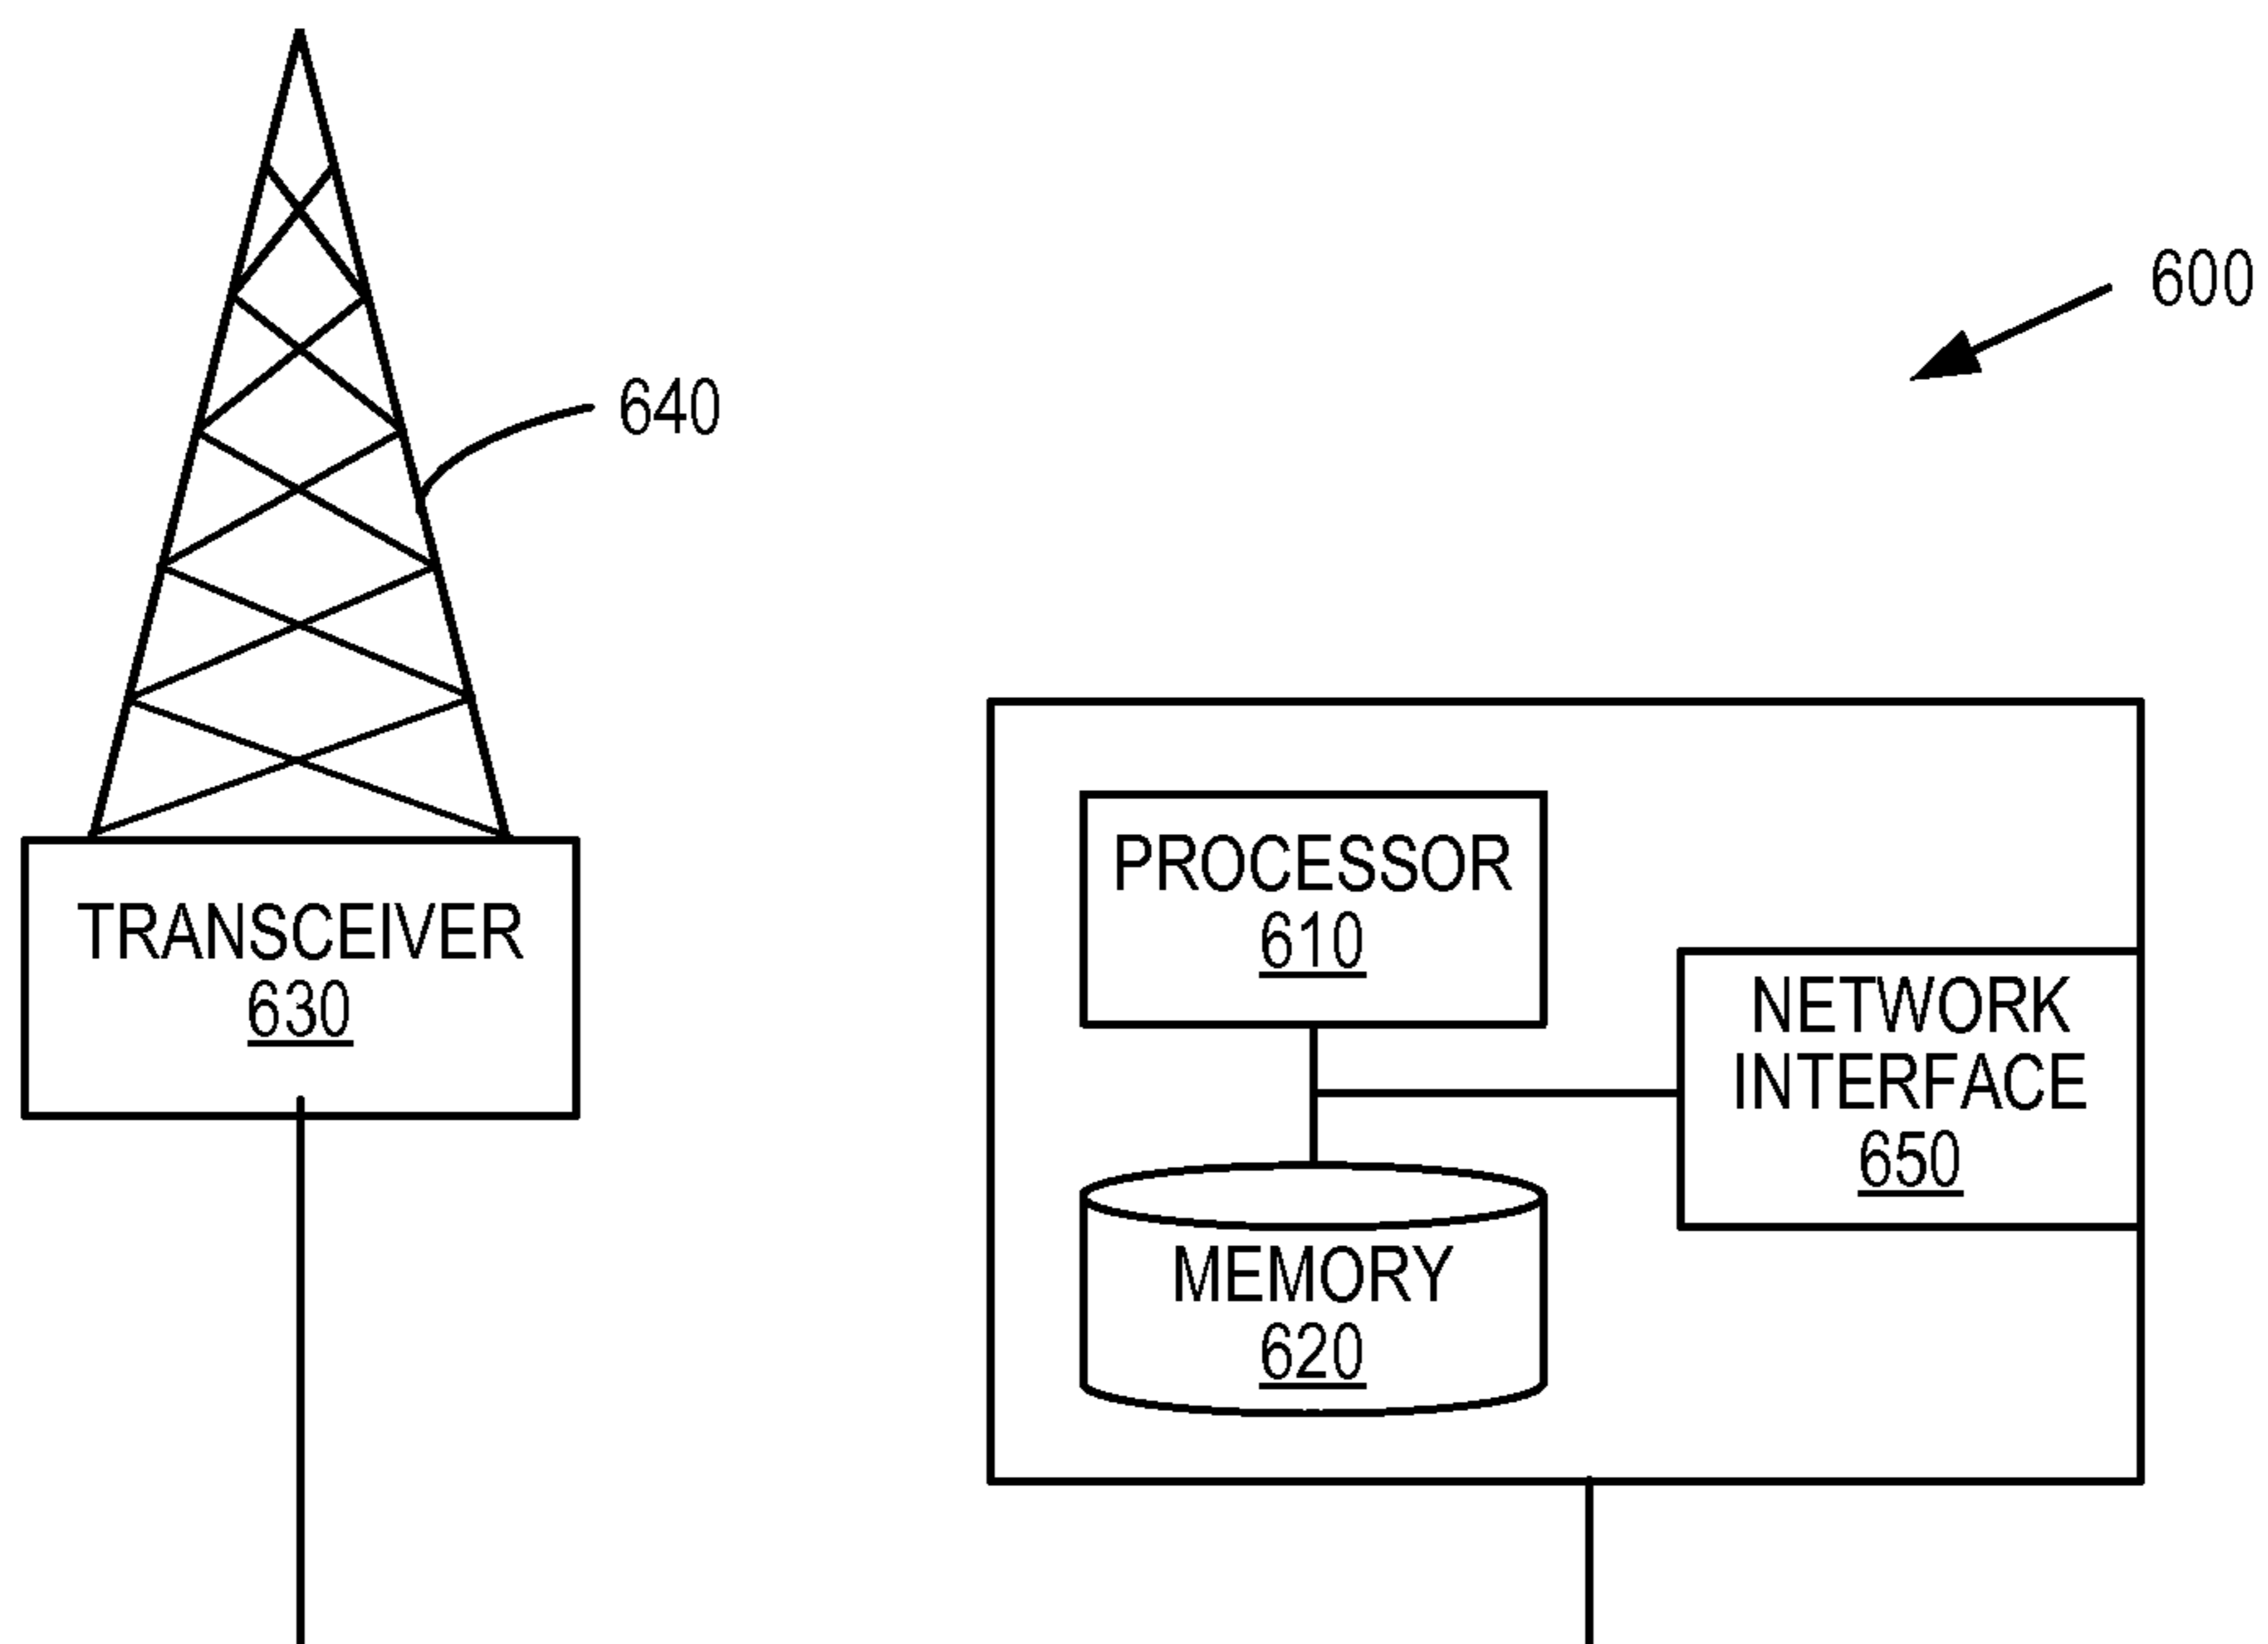 600
640
PROCESSOR
610
TRANSCEIVER
630
NETWORK
INTERFACE
650
MEMORY
620